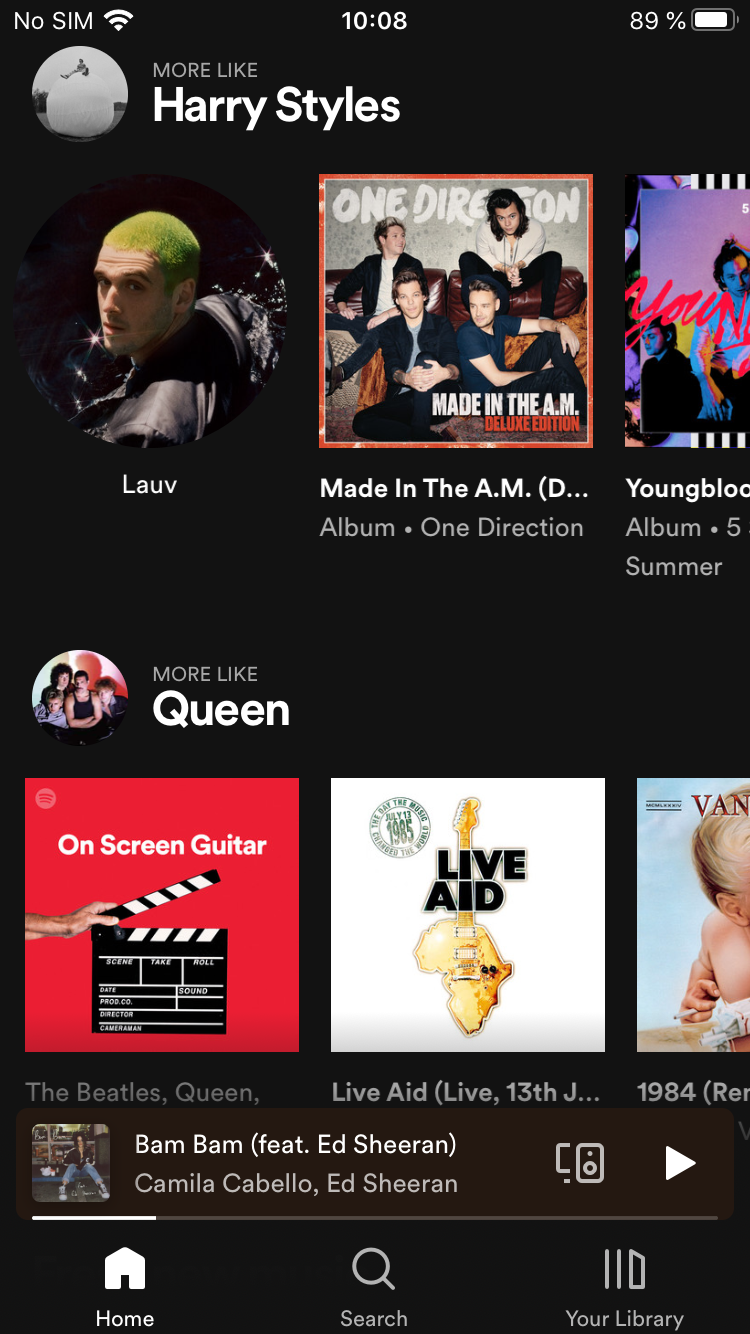 No SIM 10:08 89 %
MORE LIKE
Harry Styles
ONE DIRECTION
MADE IN THE A.M.
DELUXE EDITION
5
Lauv
Made In The A.M. (D...
Album • One Direction
Youngbloo
Album • 5
Summer
MORE LIKE
Queen
On Screen Guitar
SCENE TAKE ROLL
DATE SOUND
PROD.CO.
DIRECTOR
CAMERAMAN
THE DAY THE MUSIC
CHANGED THE WORLD
JULY 13
1985
LIVE
AID
MCMLXXXIV
VAN
The Beatles, Queen,
Live Aid (Live, 13th J...
1984 (Rem
Bam Bam (feat. Ed Sheeran)
Camila Cabello, Ed Sheeran
Home
Search
Your Library